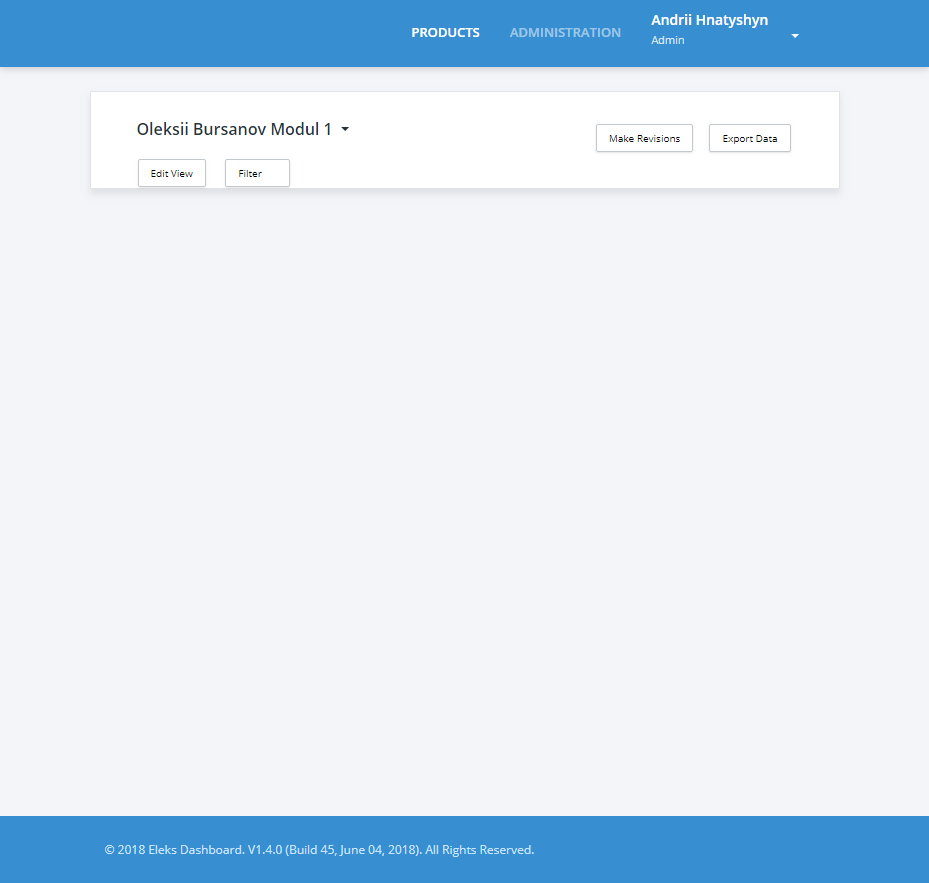 PRODUCTS ADMINISTRATION Andrii Hnatyshyn
Admin
Oleksii Bursanov Modul 1
Make Revisions Export Data
Edit View Filter
© 2018 Eleks Dashboard. V1.4.0 (Build 45, June 04, 2018). All Rights Reserved.